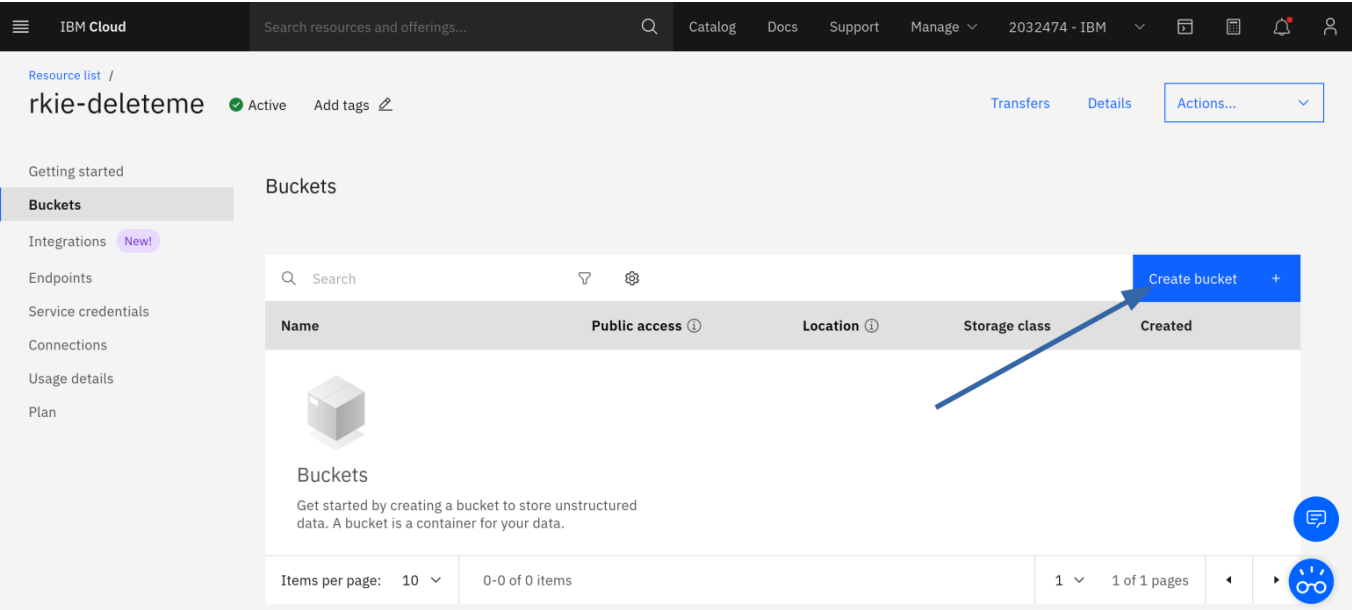 IBM Cloud
Search resources and offerings...
Catalog
Docs
Support
Manage
2032474 - IBM
Resource list /
rkie-deleteme
Active
Add tags
Transfers
Details
Actions...
Getting started
Buckets
Integrations New!
Endpoints
Service credentials
Connections
Usage details
Plan
Buckets
Search
Create bucket +
Name
Public access
Location
Storage class
Created
Buckets
Get started by creating a bucket to store unstructured
data. A bucket is a container for your data.
Items per page: 10
0-0 of 0 items
1
1 of 1 pages